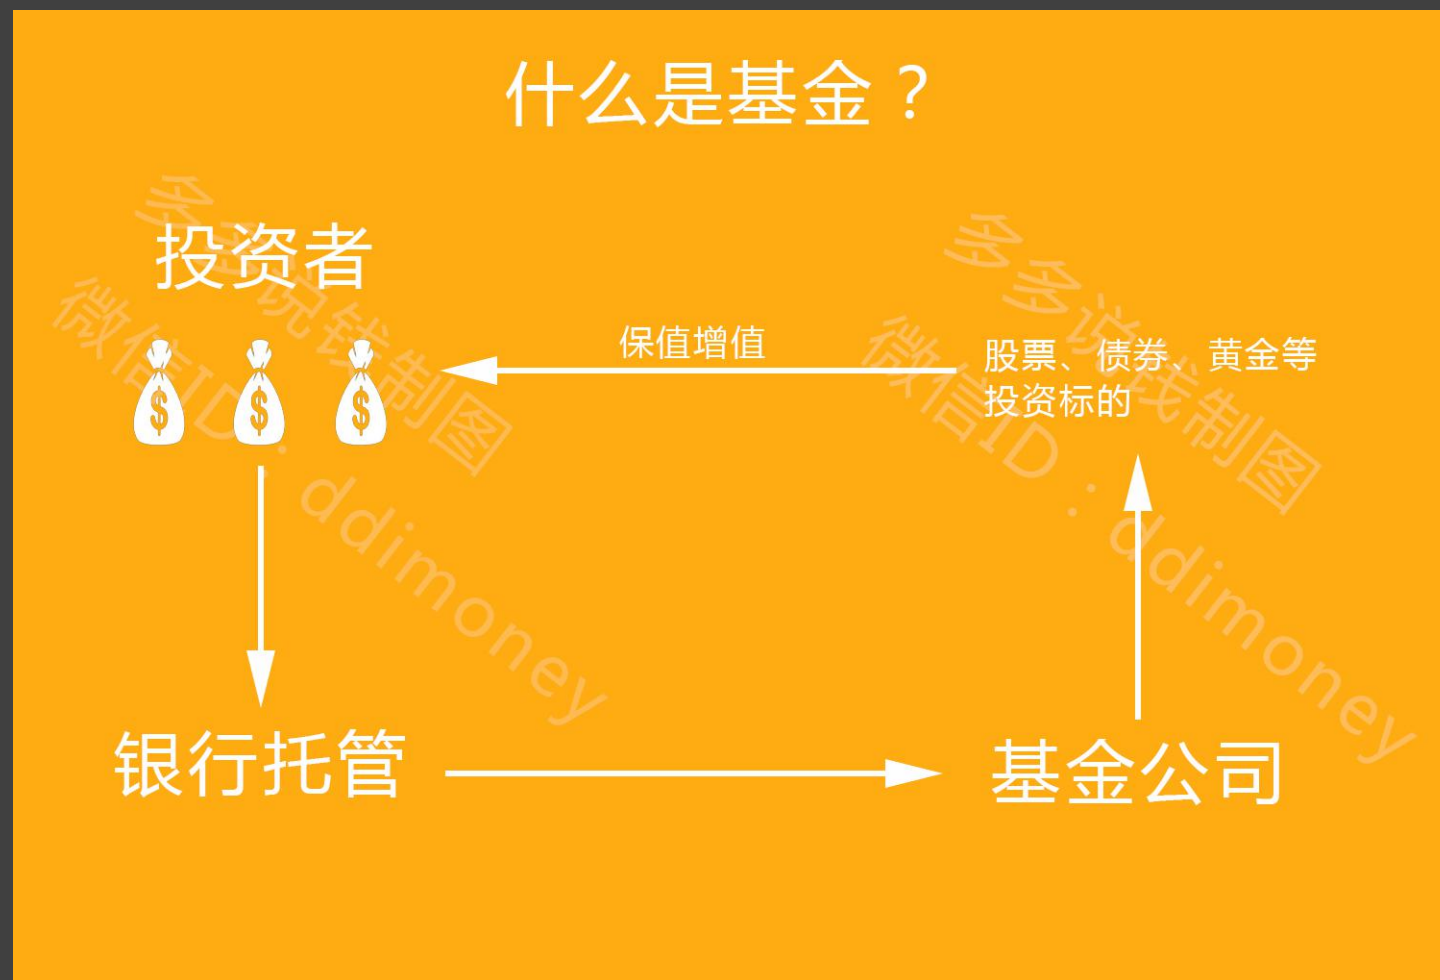 什么是基金？
投资者
保值增值
股票、债券、黄金等
投资标的
$ $ $
银行托管
基金公司
多多说钱制图
微信ID：ddimoney
多多说钱制图
微信ID：ddimoney